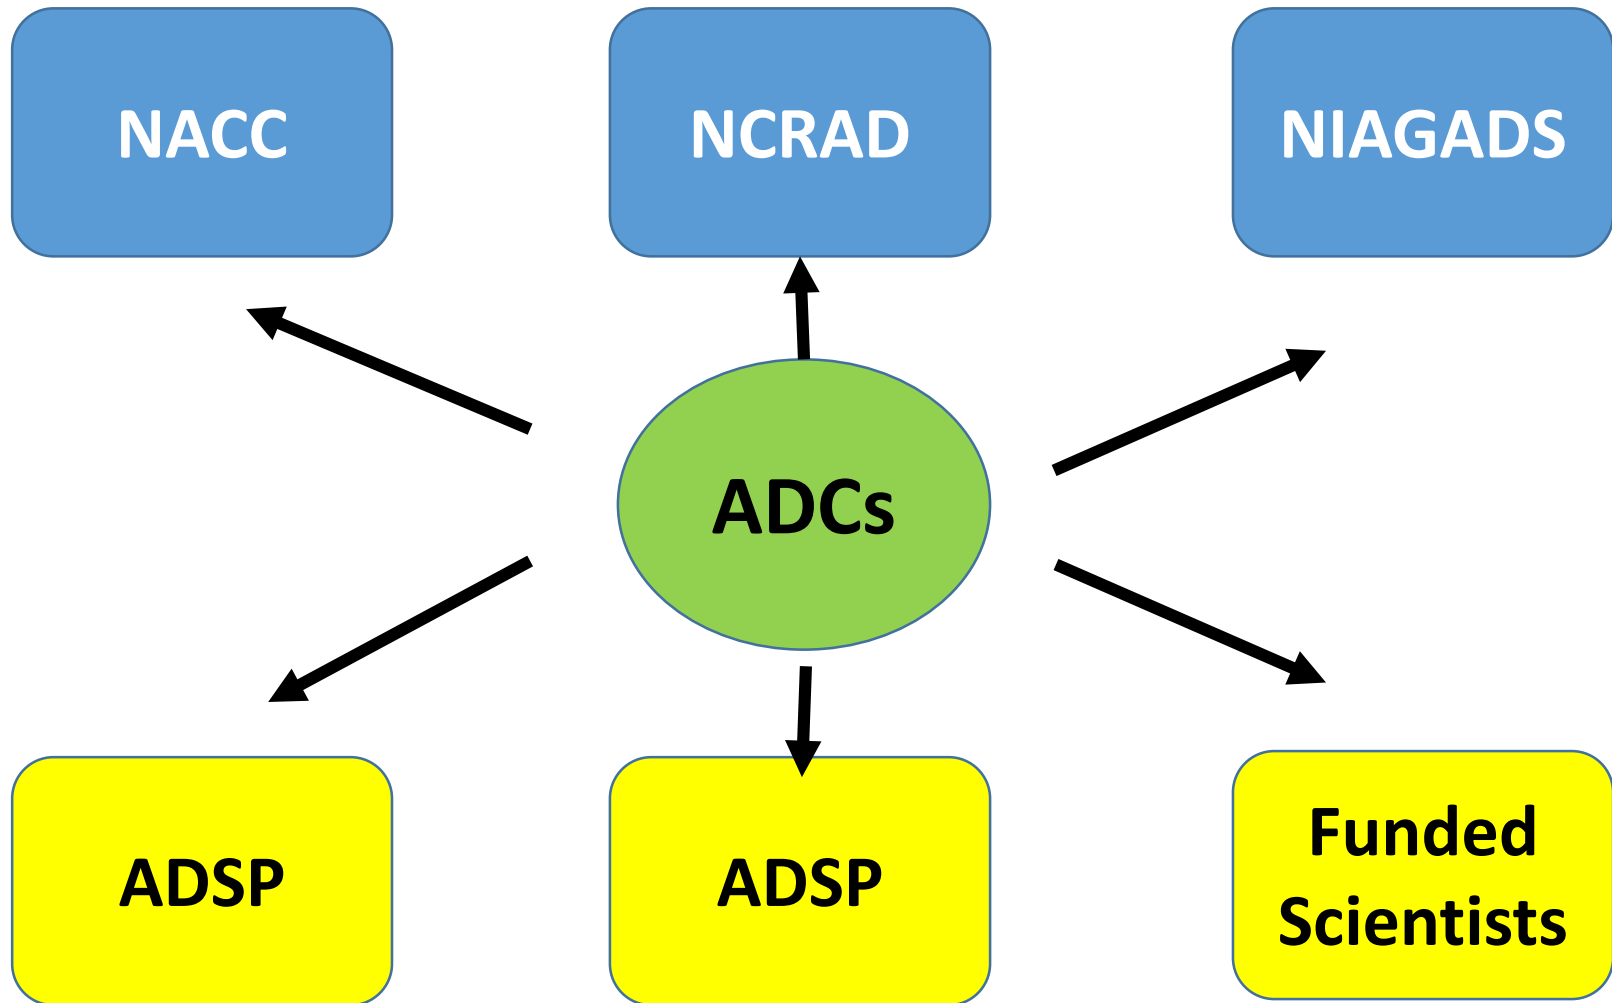 NACC
NCRAD
NIAGADS
ADCs
ADSP
ADSP
Funded
Scientists